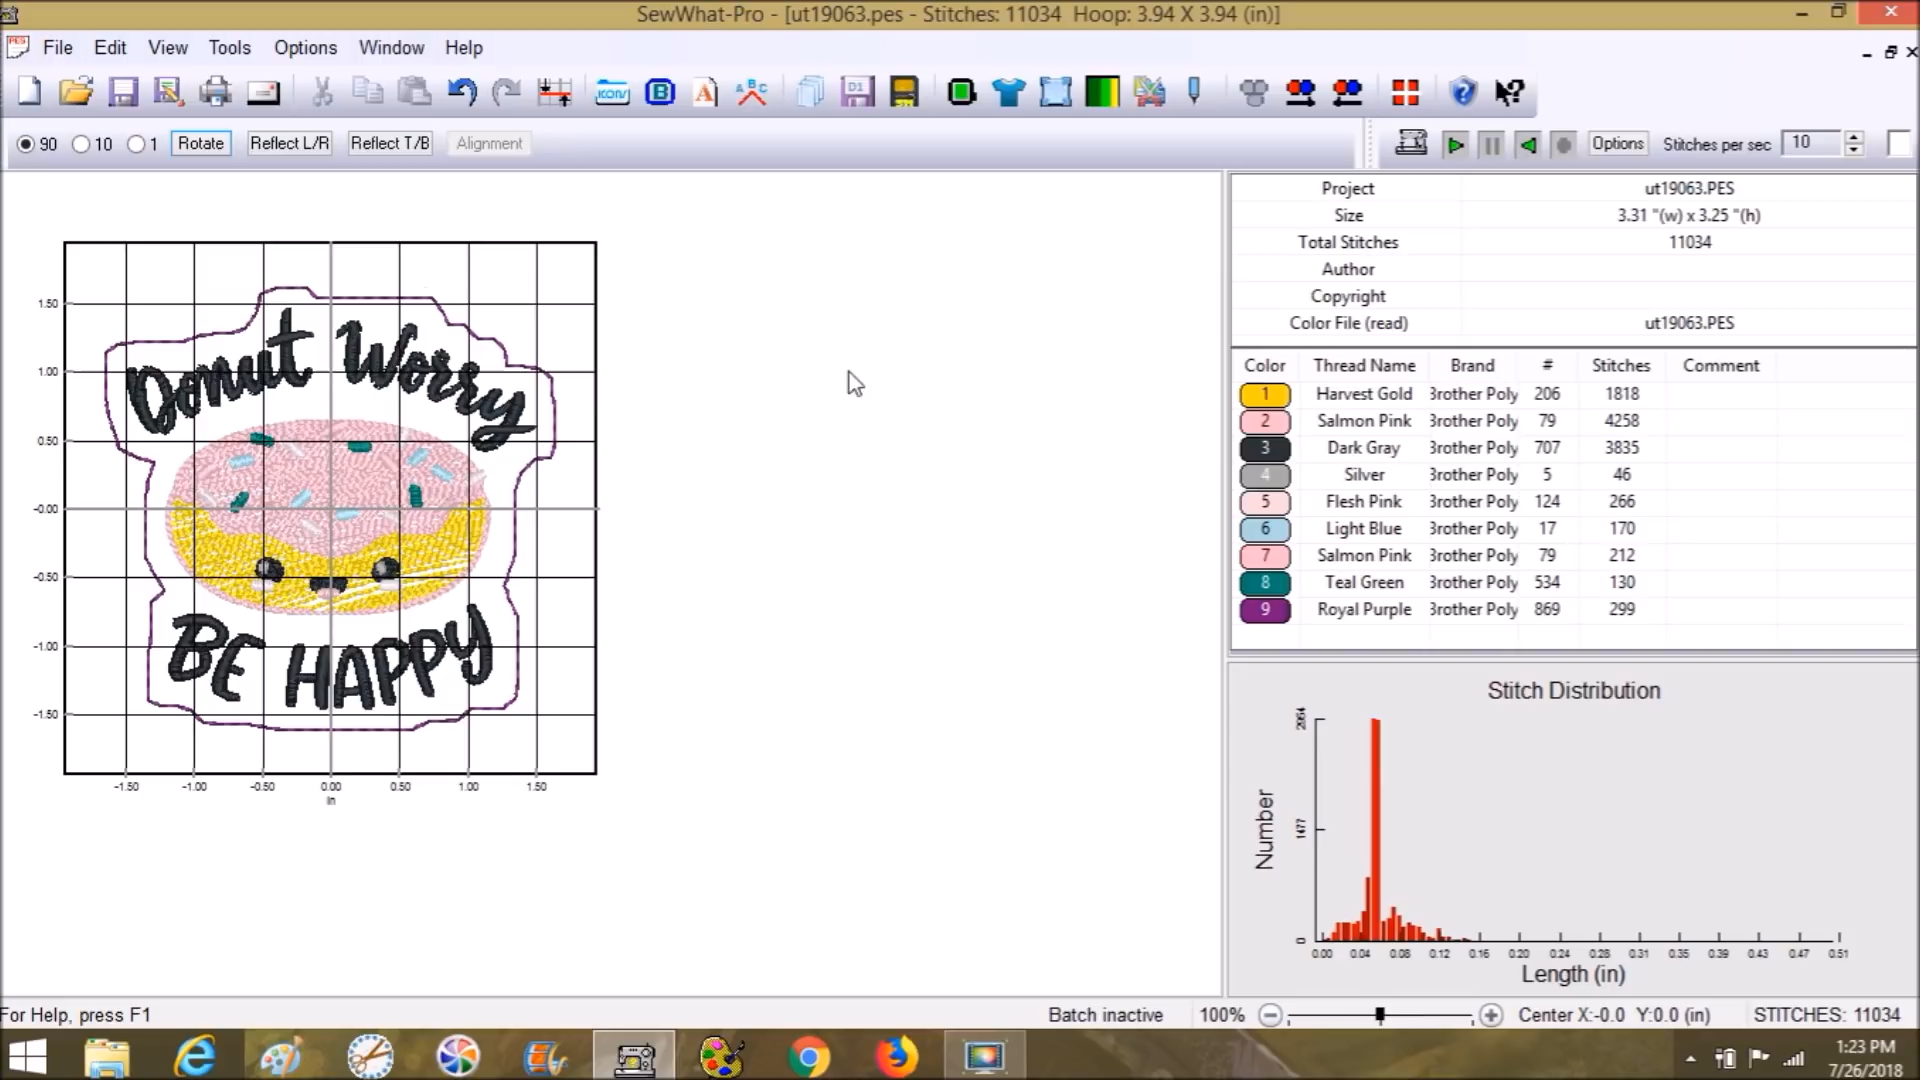 SewWhat-Pro - [ut19063.pes - Stitches: 11034 Hoop: 3.94 X 3.94 (in)]
File Edit View Tools Options Window Help
ICON B A ABC D1
90 10 1 Rotate Reflect L/R Reflect T/B Alignment Options Stitches per sec 10
Project ut19063.PES
Size 3.31 "(w) x 3.25 "(h)
Total Stitches 11034
Author
Copyright
Color File (read) ut19063.PES
Color Thread Name Brand # Stitches Comment
1 Harvest Gold Brother Poly 206 1818
2 Salmon Pink Brother Poly 79 4258
3 Dark Gray Brother Poly 707 3835
4 Silver Brother Poly 5 46
5 Flesh Pink Brother Poly 124 266
6 Light Blue Brother Poly 17 170
7 Salmon Pink Brother Poly 79 212
8 Teal Green Brother Poly 534 130
9 Royal Purple Brother Poly 869 299
1.50
1.00
0.50
-0.00
-0.50
-1.00
-1.50
Donut Worry
BE HAPPY
-1.50 -1.00 -0.50 0.00 0.50 1.00 1.50
in
Stitch Distribution
Number
1477
0
0.00 0.04 0.08 0.12 0.16 0.20 0.24 0.28 0.31 0.35 0.39 0.43 0.47 0.51
Length (in)
For Help, press F1 Batch inactive 100% Center X:-0.0 Y:0.0 (in) STITCHES: 11034
1:23 PM
7/26/2018